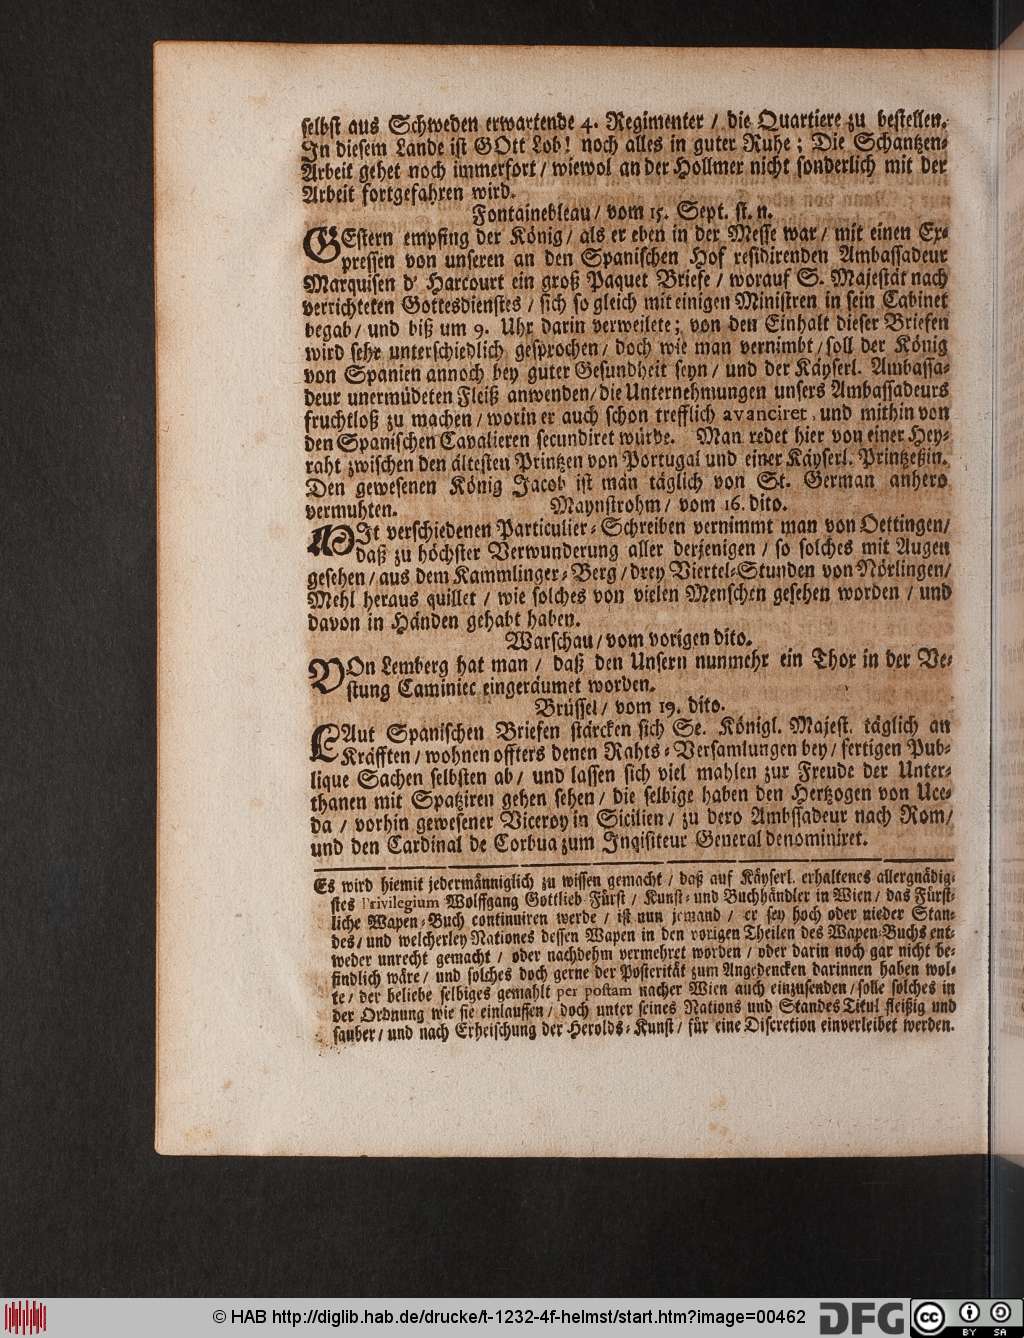 selbst aus Schweden erwartende 4. Regimenter / die Quartiere zu bestellen.
In diesem Lande ist GOtt Lob! noch alles in guter Ruhe; Die Schantzen-
Arbeit gehet noch immerfort / wiewol an der Hollmer nicht sonderlich mit der
Arbeit fortgefahren wird.
Fontainebleau / vom 15. Sept. st. n.
GEstern empfing der König / als er eben in der Messe war / mit einen Ex-
pressen von unseren an den Spanischen Hof residirenden Ambassadeur
Marquisen d' Harcourt ein groß Paquet Briefe / worauf S. Majestät nach
verrichteten Gottesdienstes / sich so gleich mit einigen Ministren in sein Cabinet
begab / und biß um 9. Uhr darin verweilete; von den Einhalt dieser Briefen
wird sehr unterschiedlich gesprochen / doch wie man vernimbt / soll der König
von Spanien annoch bey guter Gesundheit seyn / und der Käyserl. Ambassa-
deur unermüdeten Fleiß anwenden / die Unternehmungen unsers Ambassadeurs
fruchtloß zu machen / worin er auch schon trefflich avanciret, und mithin von
den Spanischen Cavalieren secundiret würde. Man redet hier von einer Hey-
raht zwischen den ältesten Printzen von Portugal und einer Käyserl. Printzeßin.
Den gewesenen König Jacob ist man täglich von St. German anhero
vermuhten. Maynstrohm / vom 16. dito.
MIt verschiedenen Particulier-Schreiben vernimmt man von Oettingen /
daß zu höchster Verwunderung aller derjenigen / so solches mit Augen
gesehen / aus dem Kammlinger-Berg / drey Viertel-Stunden von Nörlingen /
Mehl heraus quillet / wie solches von vielen Menschen gesehen worden / und
davon in Händen gehabt haben.
Warschau / vom vorigen dito.
VOn Lemberg hat man / daß den Unsern nunmehr ein Thor in der Ve-
stung Caminiec eingeräumet worden.
Brüssel / vom 19. dito.
LAut Spanischen Briefen stärcken sich Se. Königl. Majest. täglich an
Kräfften / wohnen offters denen Rahts-Versamlungen bey / fertigen Pub-
lique Sachen selbsten ab / und lassen sich viel mahlen zur Freude der Unter-
thanen mit Spatziren gehen sehen / die selbige haben den Hertzogen von Uce-
da / vorhin gewesener Viceroy in Sicilien / zu dero Ambssadeur nach Rom /
und den Cardinal de Corbua zum Inqisiteur General denominiret.
Es wird hiemit jedermänniglich zu wissen gemacht / daß auf Käyserl. erhaltenes allergnädig-
stes Privilegium Wolffgang Gottlieb Fürst / Kunst- und Buchhändler in Wien / das Fürst-
liche Wapen-Buch continuiren werde / ist nun jemand / er sey hoch oder nieder Stan-
des / und welcherley Nationes dessen Wapen in den vorigen Theilen des Wapen-Buchs ent-
weder unrecht gemacht / oder nachdehm vermehret worden / oder darin noch gar nicht be-
findlich wäre / und solches doch gerne der Posterität zum Angedencken darinnen haben wol-
te / der beliebe selbiges gemahlt per postam nacher Wien auch einzusenden / solle solches in
der Ordnung wie sie einlauffen / doch unter seines Nations und Standes Titul fleißig und
sauber / und nach Erheischung der Herolds-Kunst / für eine Discretion einverleibet werden.
© HAB http://diglib.hab.de/drucke/t-1232-4f-helmst/start.htm?image=00462
DFG
cc
BY SA